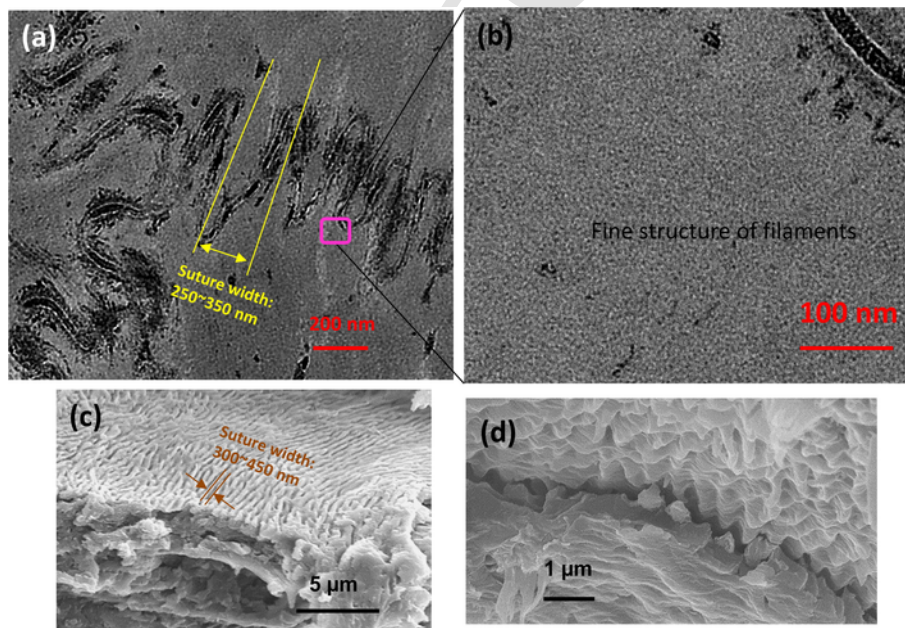 (a)
Suture width:
250~350 nm
200 nm
(b)
Fine structure of filaments
100 nm
(c)
Suture width:
300~450 nm
5 µm
(d)
1 µm